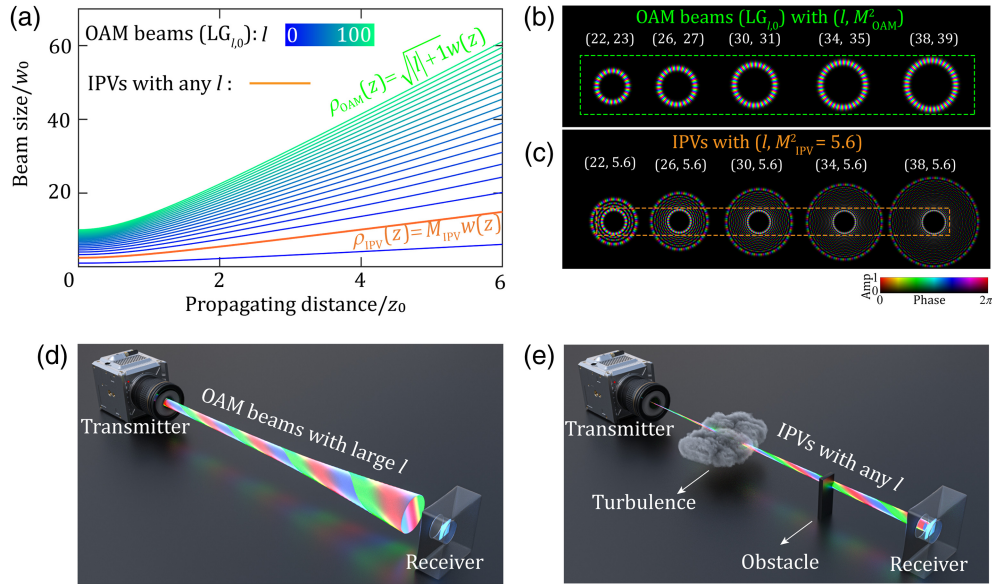 (a)
Beam size/w₀
60
40
20
0
0 2 4 6
Propagating distance/z₀
OAM beams (LG_{l,0}): l 0 100
IPVs with any l :
ρ_OAM(z)=√|l|+1w(z)
ρ_IPV(z)=M_IPV w(z)
(b)
OAM beams (LG_{l,0}) with (l, M²_OAM)
(22, 23) (26, 27) (30, 31) (34, 35) (38, 39)
(c)
IPVs with (l, M²_IPV = 5.6)
(22, 5.6) (26, 5.6) (30, 5.6) (34, 5.6) (38, 5.6)
Amp
1
0
0 Phase 2π
(d)
Transmitter
OAM beams with large l
Receiver
(e)
Transmitter
IPVs with any l
Turbulence
Obstacle
Receiver